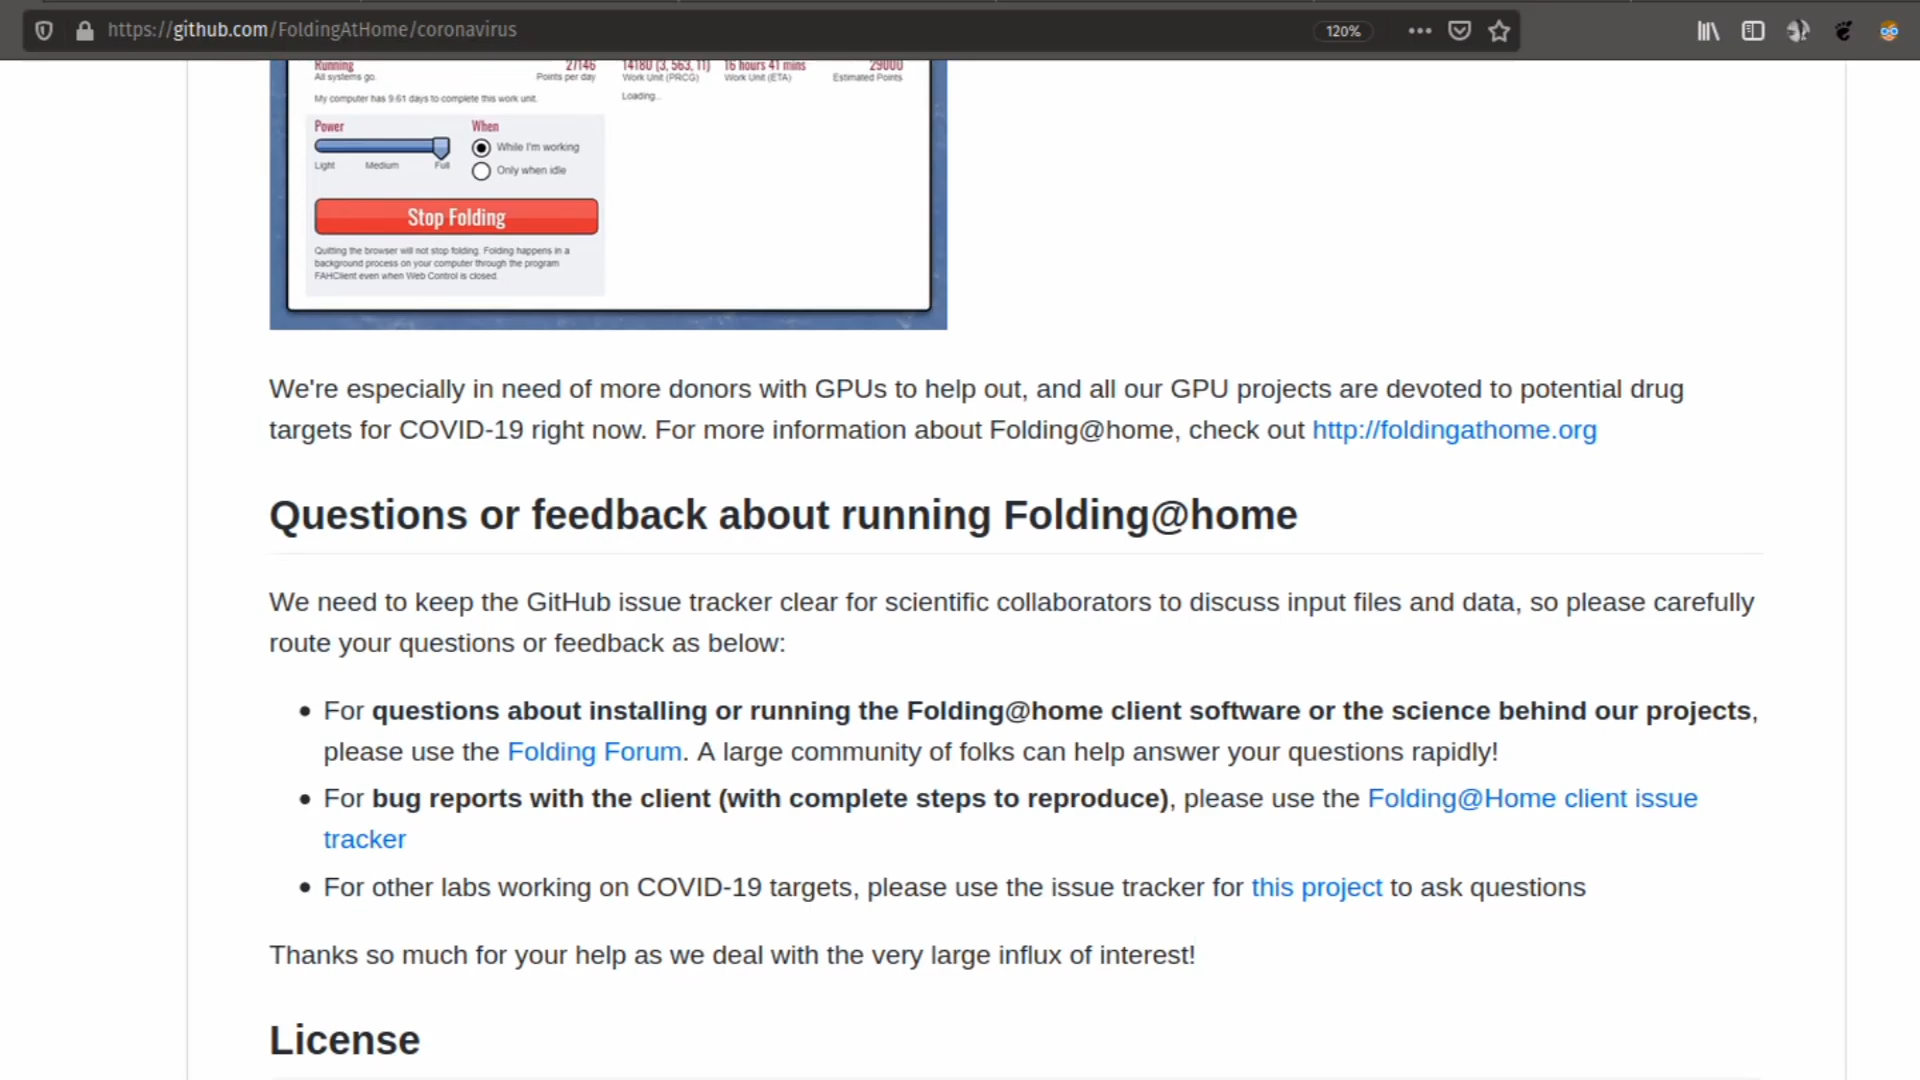 https://github.com/FoldingAtHome/coronavirus
120%
Running 27146 14180 (3, 563, 11) 16 hours 41 mins 29000
All systems go. Points per day Work Unit (PRCG) Work Unit (ETA) Estimated Points
My computer has 9.61 days to complete this work unit. Loading...
Power When
While I'm working
Light Medium Full
Only when idle
Stop Folding
Quitting the browser will not stop folding. Folding happens in a
background process on your computer through the program
FAHClient even when Web Control is closed.
We're especially in need of more donors with GPUs to help out, and all our GPU projects are devoted to potential drug
targets for COVID-19 right now. For more information about Folding@home, check out http://foldingathome.org
Questions or feedback about running Folding@home
We need to keep the GitHub issue tracker clear for scientific collaborators to discuss input files and data, so please carefully
route your questions or feedback as below:
• For questions about installing or running the Folding@home client software or the science behind our projects,
please use the Folding Forum. A large community of folks can help answer your questions rapidly!
• For bug reports with the client (with complete steps to reproduce), please use the Folding@Home client issue
tracker
• For other labs working on COVID-19 targets, please use the issue tracker for this project to ask questions
Thanks so much for your help as we deal with the very large influx of interest!
License